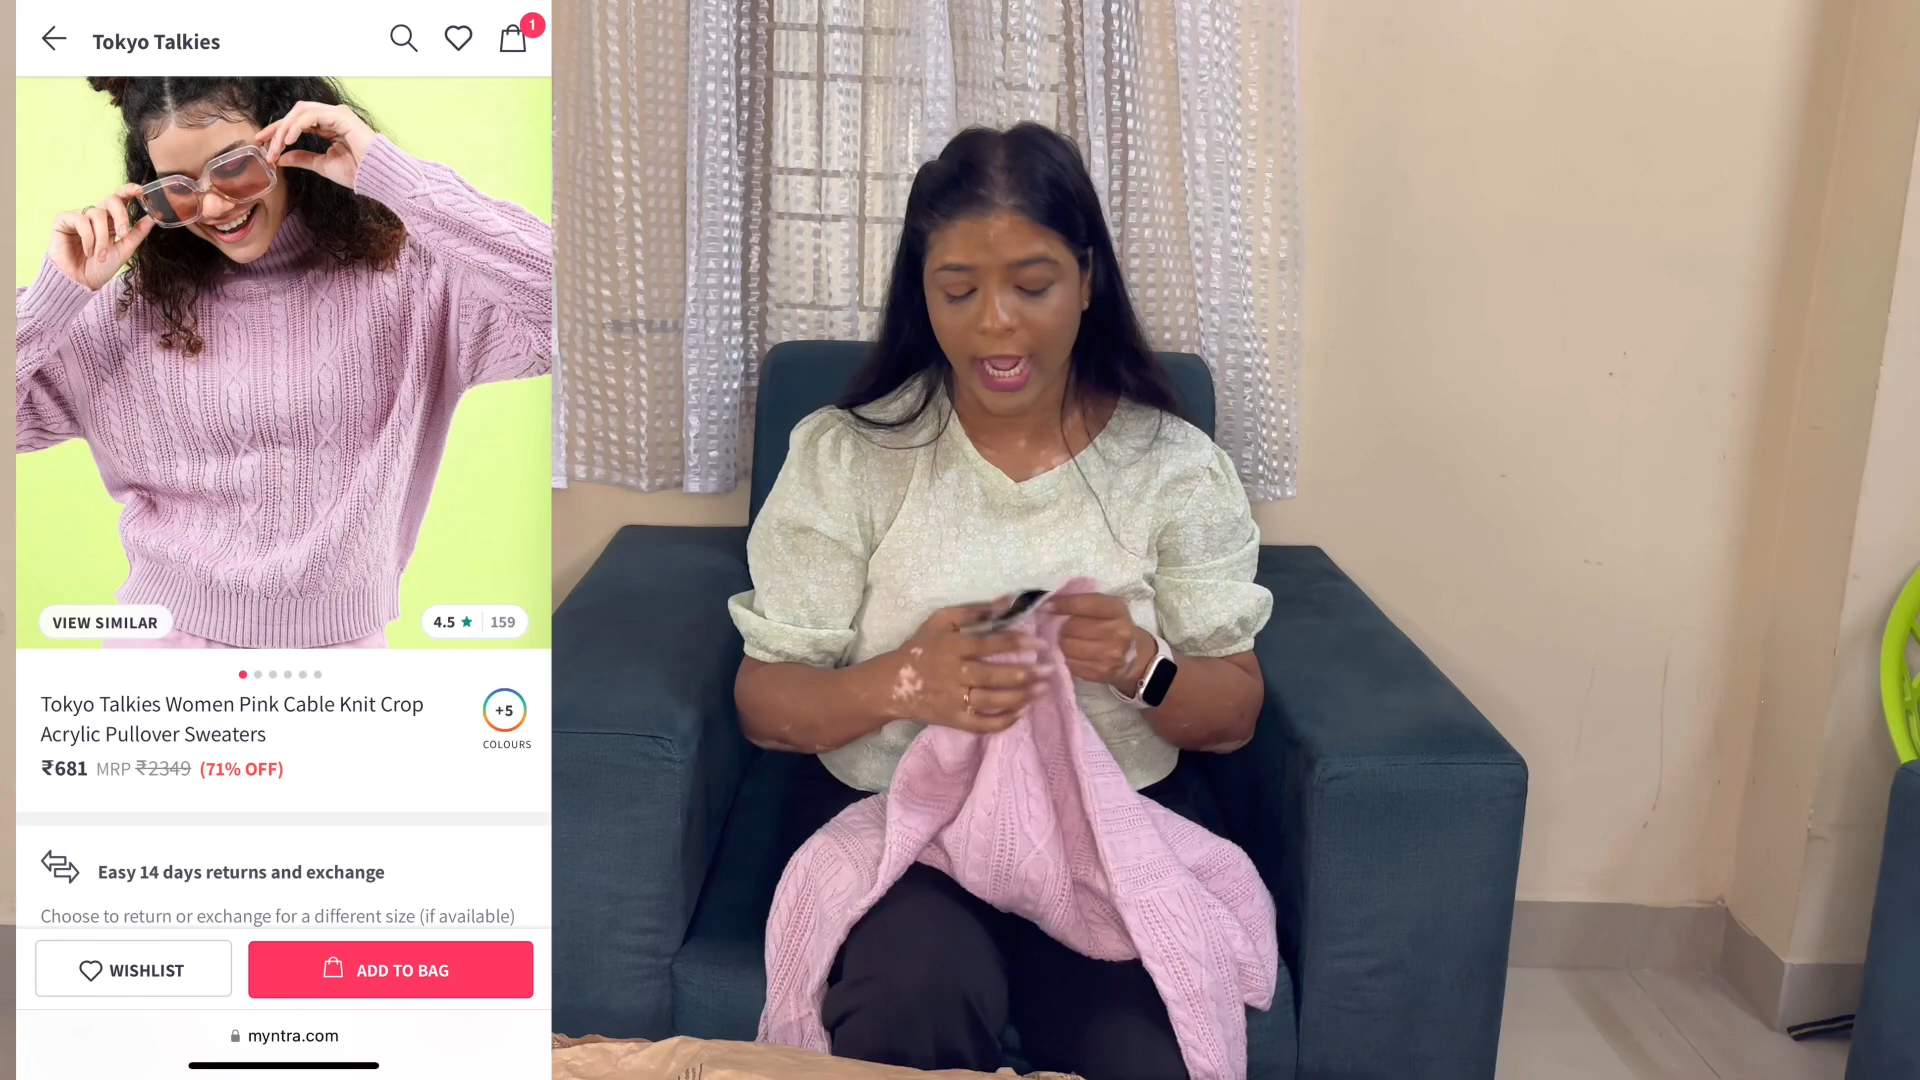 Tokyo Talkies
1
VIEW SIMILAR
4.5 ★ | 159
Tokyo Talkies Women Pink Cable Knit Crop
Acrylic Pullover Sweaters
+5
COLOURS
₹681 MRP ₹2349 (71% OFF)
Easy 14 days returns and exchange
Choose to return or exchange for a different size (if available)
WISHLIST
ADD TO BAG
myntra.com